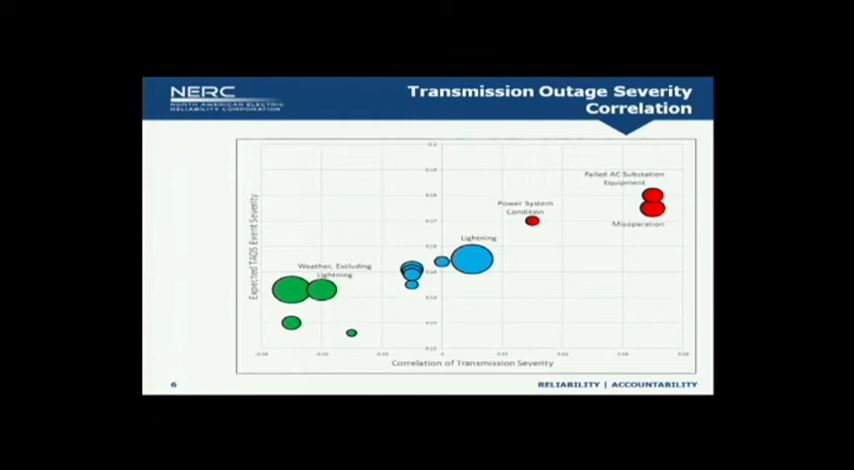 NERC
NORTH AMERICAN ELECTRIC
RELIABILITY CORPORATION
Transmission Outage Severity
Correlation
Failed AC Substation
Equipment
Power System
Condition
Misoperation
Lightning
Weather, Excluding
Lightning
Expected TADS Event Severity
Correlation of Transmission Severity
6
RELIABILITY | ACCOUNTABILITY